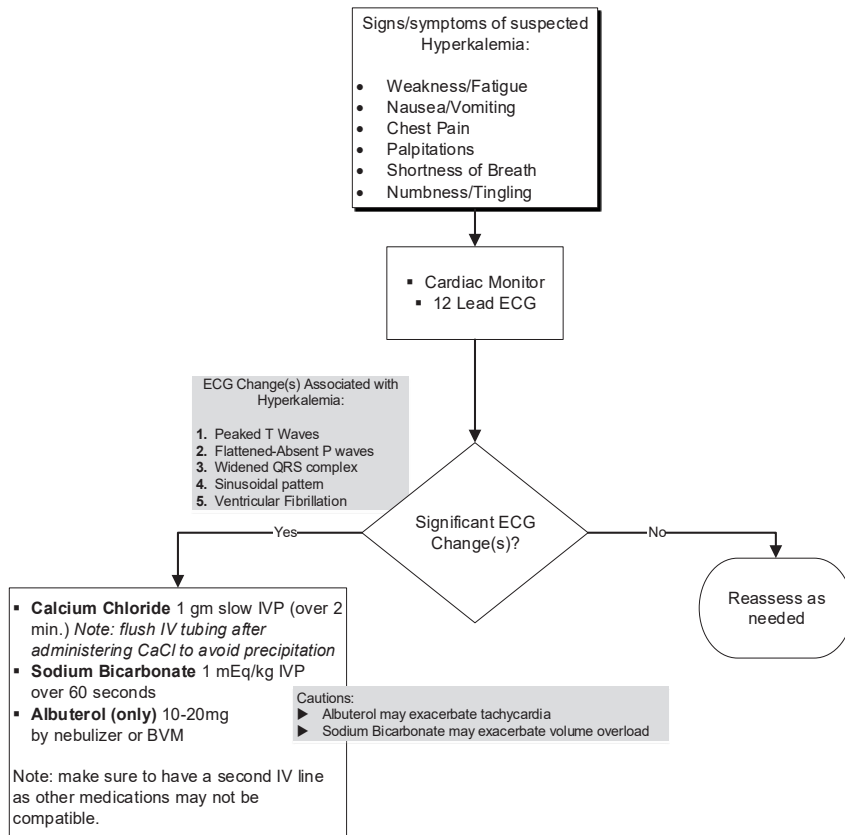 Signs/symptoms of suspected
Hyperkalemia:
• Weakness/Fatigue
• Nausea/Vomiting
• Chest Pain
• Palpitations
• Shortness of Breath
• Numbness/Tingling
▪ Cardiac Monitor
▪ 12 Lead ECG
ECG Change(s) Associated with
Hyperkalemia:
1. Peaked T Waves
2. Flattened-Absent P waves
3. Widened QRS complex
4. Sinusoidal pattern
5. Ventricular Fibrillation
Significant ECG
Change(s)?
Yes
No
▪ Calcium Chloride 1 gm slow IVP (over 2
min.) Note: flush IV tubing after
administering CaCl to avoid precipitation
▪ Sodium Bicarbonate 1 mEq/kg IVP
over 60 seconds
▪ Albuterol (only) 10-20mg
by nebulizer or BVM
Note: make sure to have a second IV line
as other medications may not be
compatible.
Cautions:
▶ Albuterol may exacerbate tachycardia
▶ Sodium Bicarbonate may exacerbate volume overload
Reassess as
needed